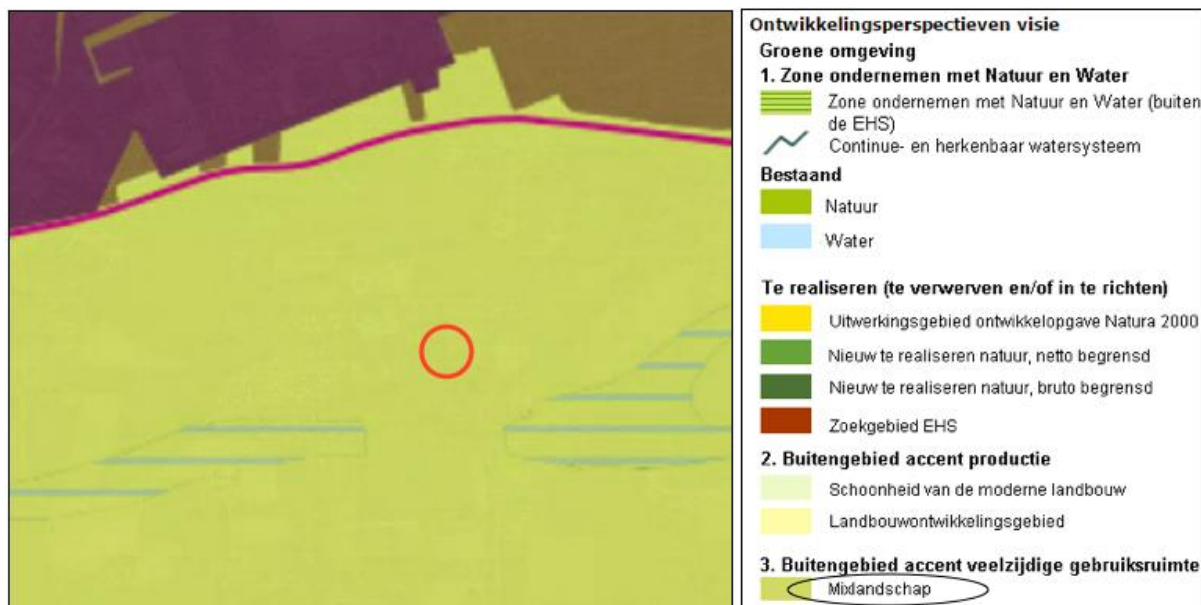 Ontwikkelingsperspectieven visie
Groene omgeving
1. Zone ondernemen met Natuur en Water
Zone ondernemen met Natuur en Water (buiten
de EHS)
Continue- en herkenbaar watersysteem
Bestaand
Natuur
Water
Te realiseren (te verwerven en/of in te richten)
Uitwerkingsgebied ontwikkelopgave Natura 2000
Nieuw te realiseren natuur, netto begrensd
Nieuw te realiseren natuur, bruto begrensd
Zoekgebied EHS
2. Buitengebied accent productie
Schoonheid van de moderne landbouw
Landbouwontwikkelingsgebied
3. Buitengebied accent veelzijdige gebruiksruimte
Mixlandschap